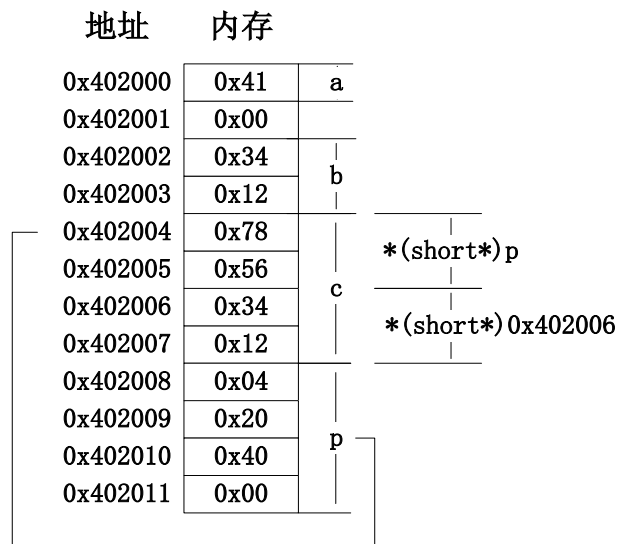 地址 内存
0x402000 0x41 a
0x402001 0x00
0x402002 0x34
b
0x402003 0x12
0x402004 0x78
*(short*)p
0x402005 0x56
c
0x402006 0x34
*(short*)0x402006
0x402007 0x12
0x402008 0x04
0x402009 0x20
p
0x402010 0x40
0x402011 0x00